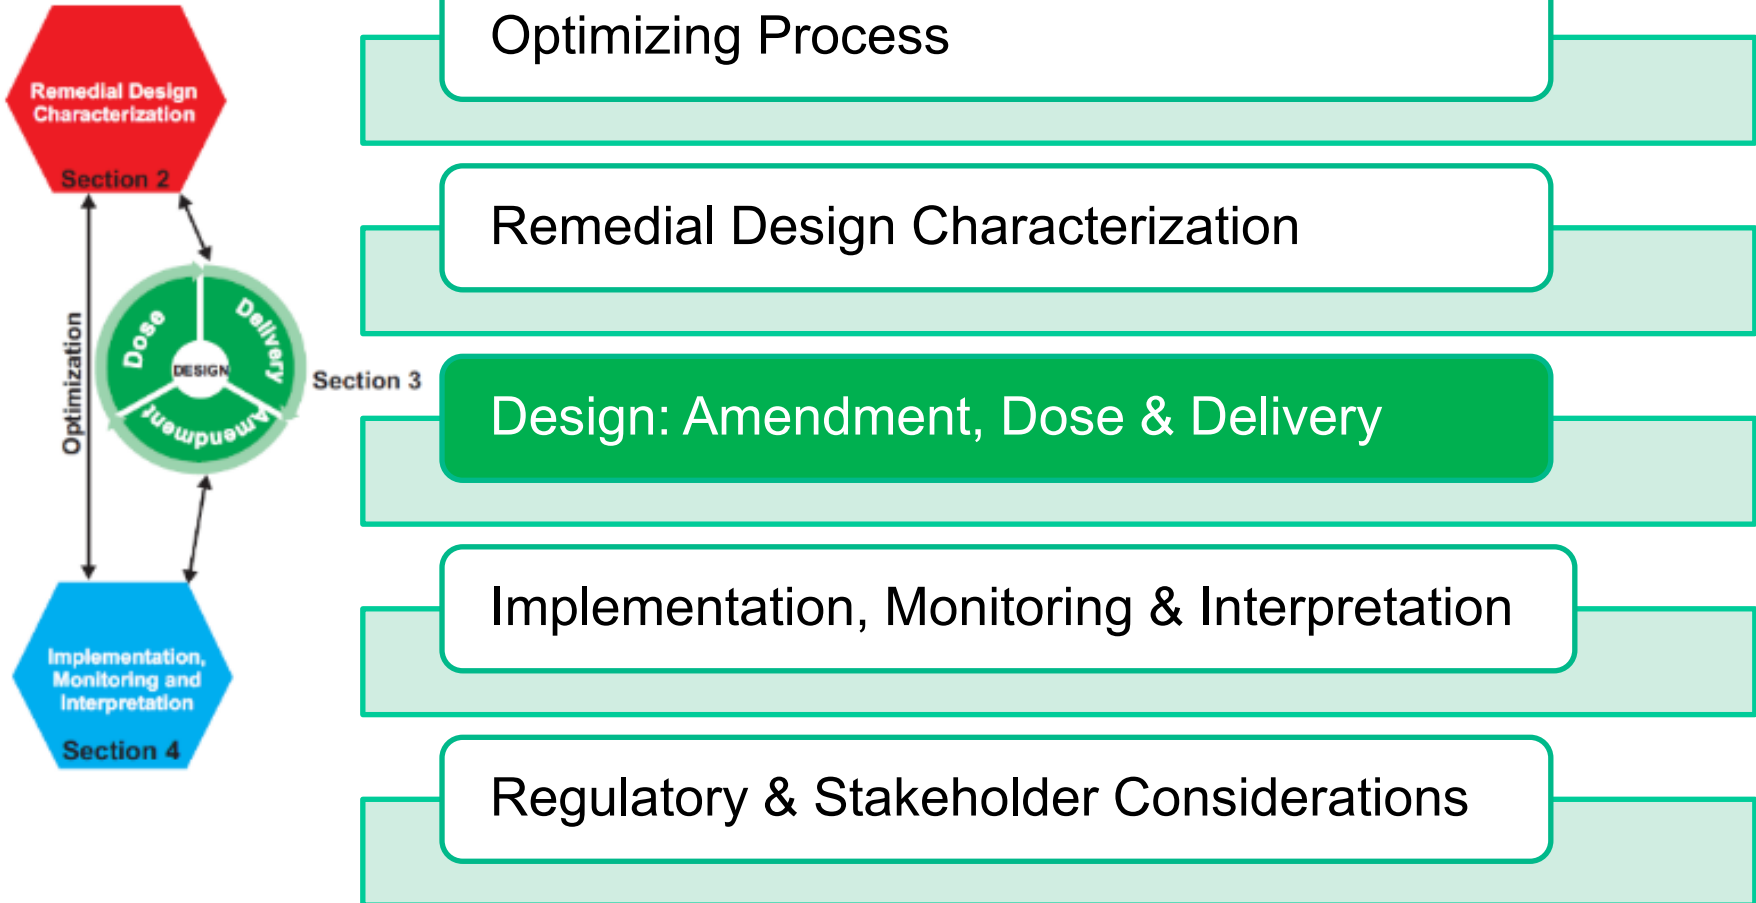 Remedial Design
Characterization
Section 2
Optimization
Dose
Delivery
DESIGN
Amendment
Section 3
Implementation,
Monitoring and
Interpretation
Section 4
Optimizing Process
Remedial Design Characterization
Design: Amendment, Dose & Delivery
Implementation, Monitoring & Interpretation
Regulatory & Stakeholder Considerations